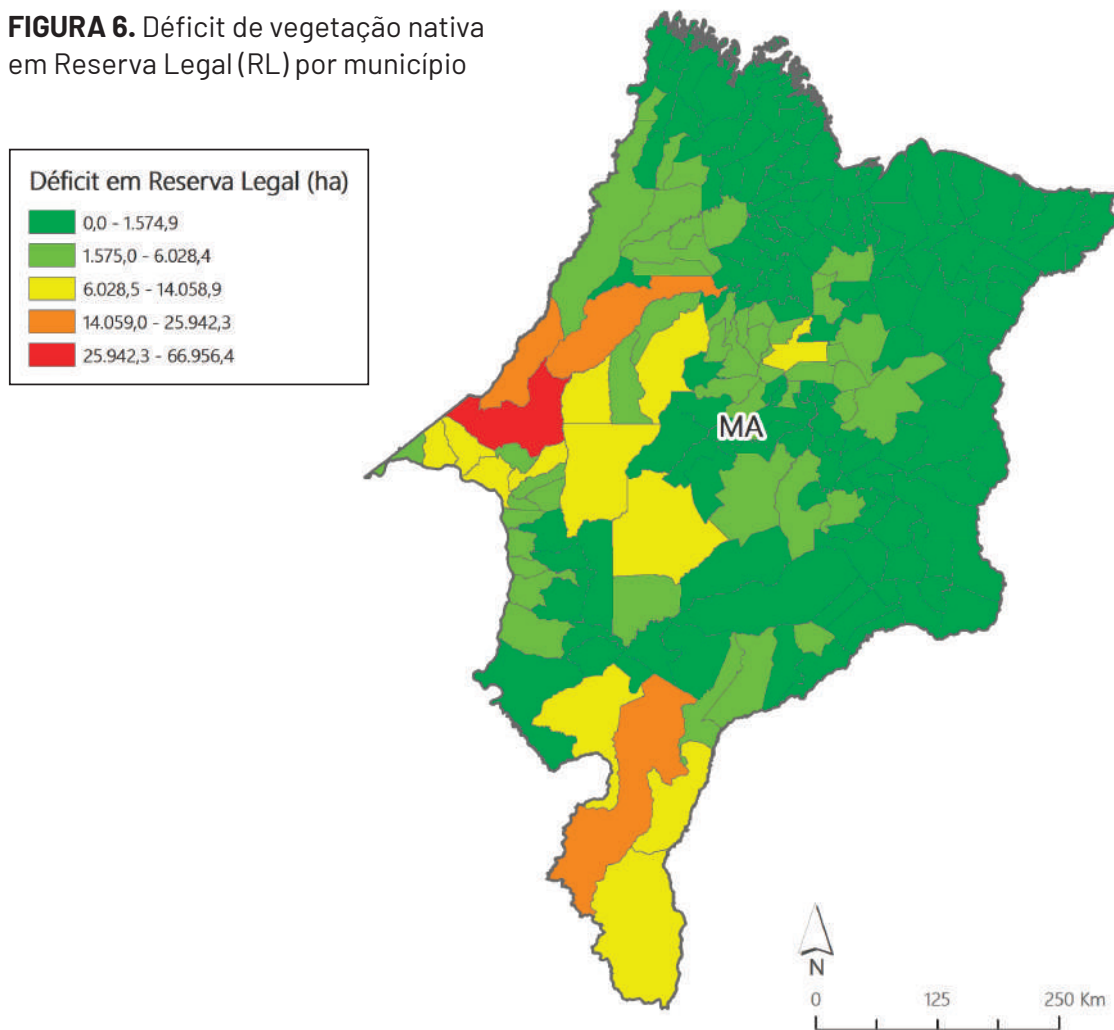 FIGURA 6. Déficit de vegetação nativa
em Reserva Legal (RL) por município
Déficit em Reserva Legal (ha)
0,0 - 1.574,9
1.575,0 - 6.028,4
6.028,5 - 14.058,9
14.059,0 - 25.942,3
25.942,3 - 66.956,4
MA
N
0 125 250 Km